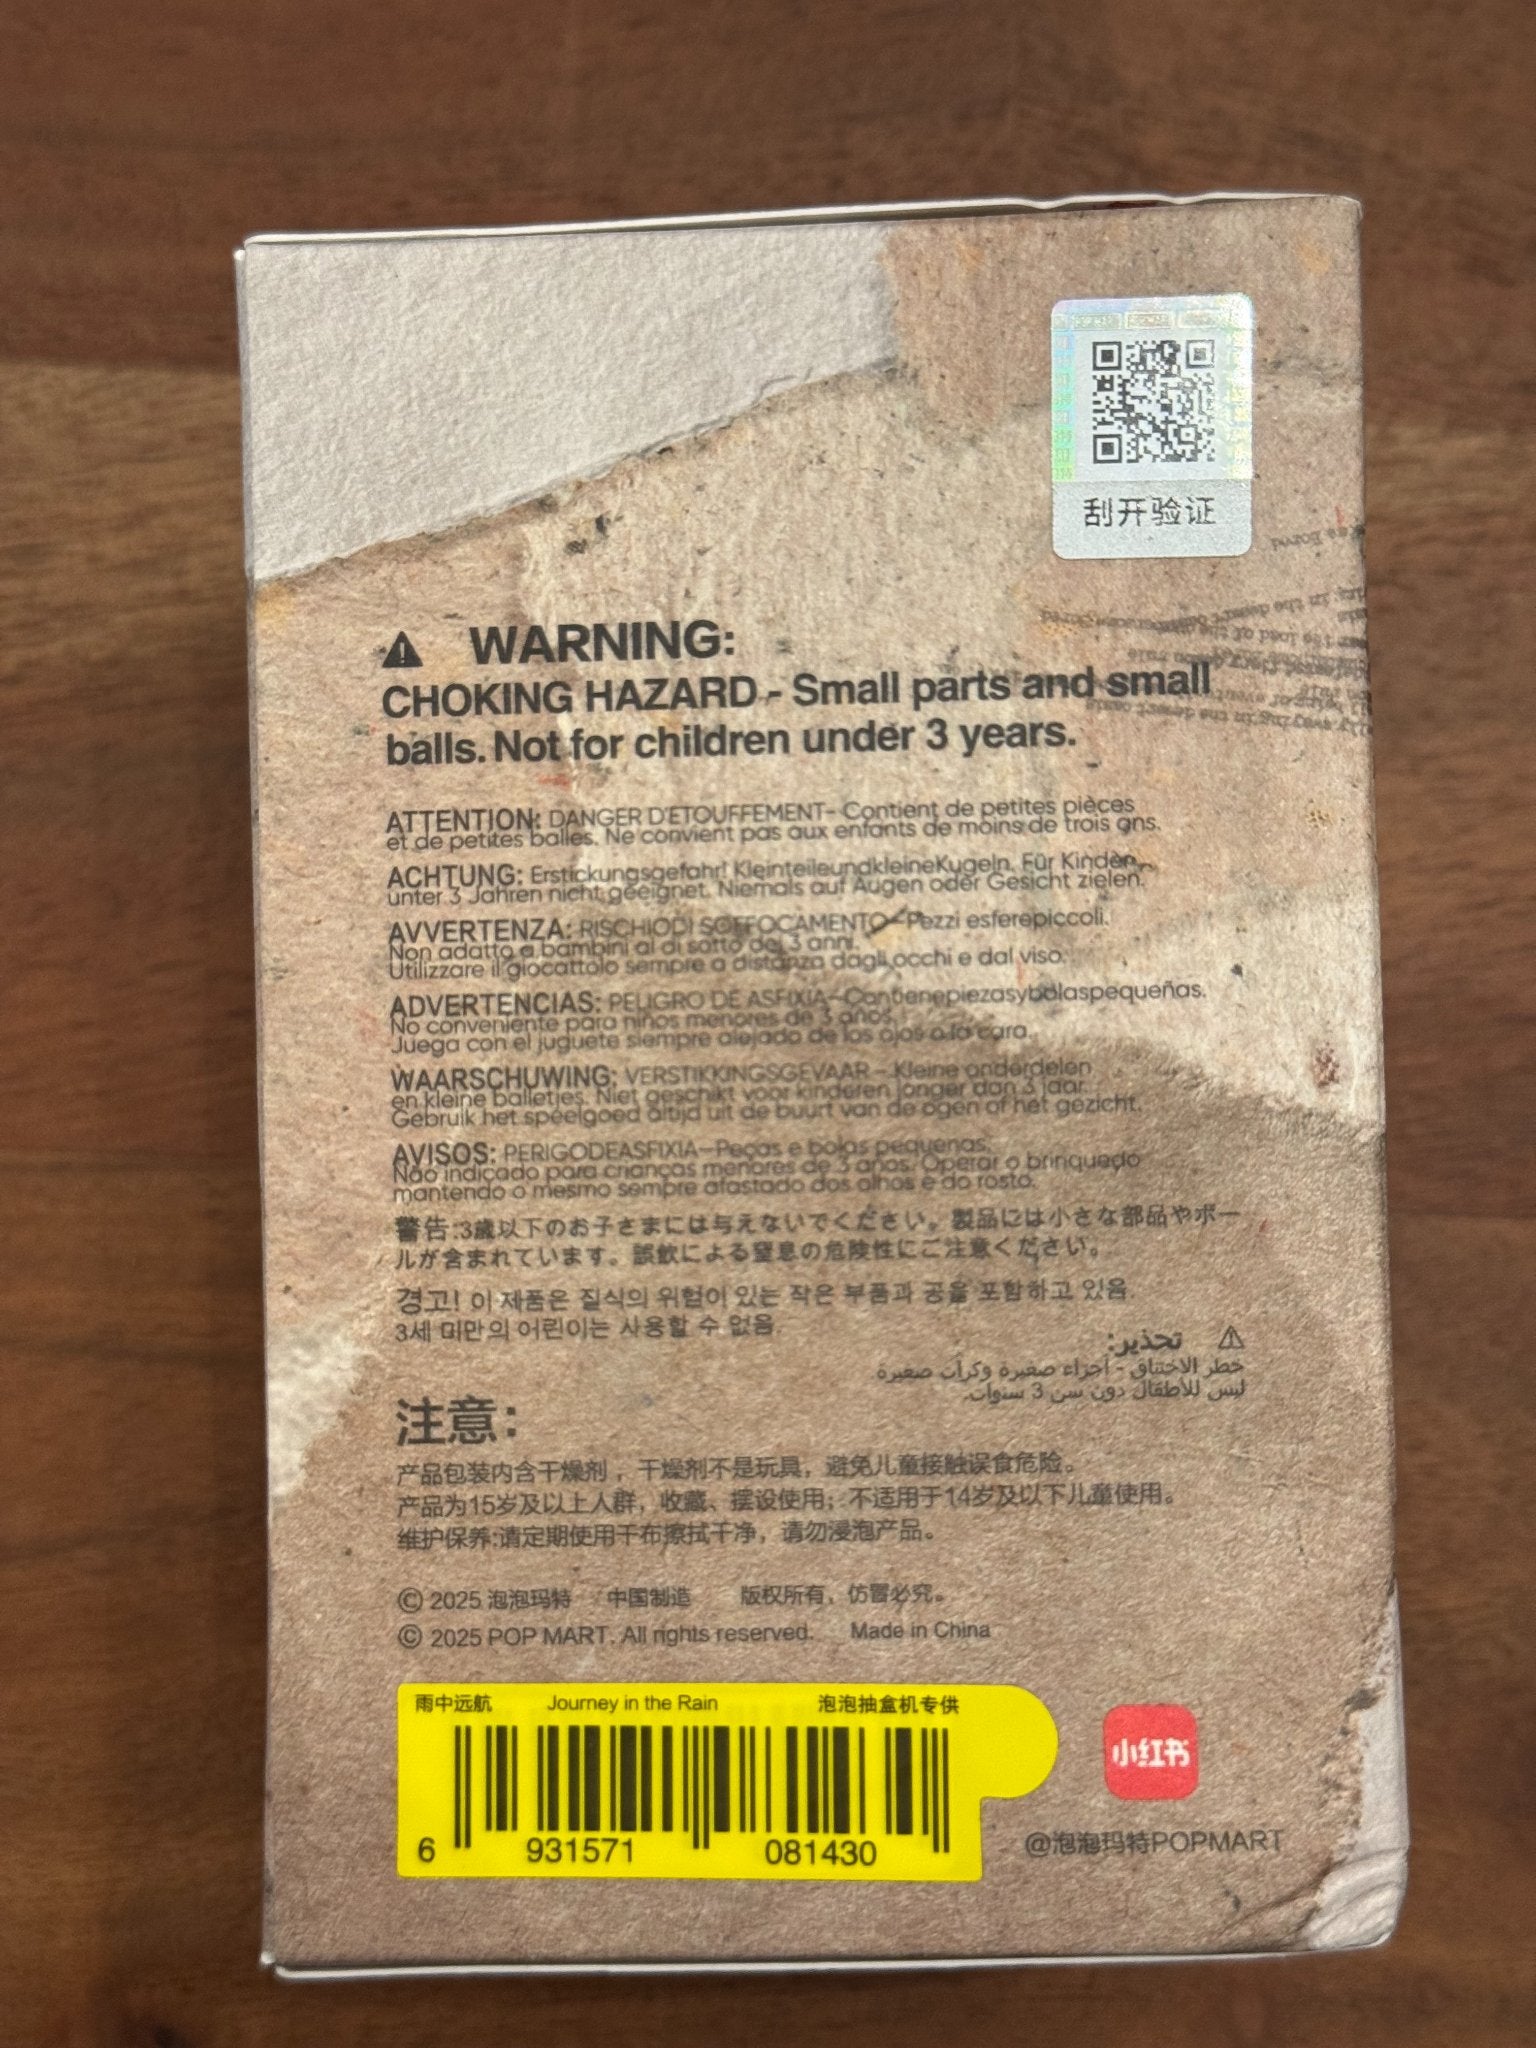 刮开验证
WARNING:
CHOKING HAZARD - Small parts and small
balls. Not for children under 3 years.
ATTENTION: DANGER D'ETOUFFEMENT- Contient de petites pièces
et de petites balles. Ne convient pas aux enfants de moins de trois ans.
ACHTUNG: Erstickungsgefahr! KleinteileundkleineKugeln. Für Kinder
unter 3 Jahren nicht geeignet. Niemals auf Augen oder Gesicht zielen.
AVVERTENZA: RISCHIODI SOFFOCAMENTO-Pezzi esferepiccoli.
Non adatto a bambini al di sotto dei 3 anni.
Utilizzare il giocattolo sempre a distanza dagli occhi e dal viso.
ADVERTENCIAS: PELIGRO DE ASFIXIA-Contienepiezasybolaspequeñas.
No conveniente para niños menores de 3 años.
Juega con el juguete siempre alejado de los ojos o la cara.
WAARSCHUWING: VERSTIKKINGSGEVAAR - Kleine onderdelen
en kleine balletjes. Niet geschikt voor kinderen jonger dan 3 jaar.
Gebruik het speelgoed altijd uit de buurt van de ogen of het gezicht.
AVISOS: PERIGODEASFIXIA-Peças e bolas pequenas.
Não indicado para crianças menores de 3 anos. Operar o brinquedo
mantendo o mesmo sempre afastado dos olhos e do rosto.
警告:3歳以下のお子さまには与えないでください。製品には小さな部品やボー
ルが含まれています。誤飲による窒息の危険性にご注意ください。
경고! 이 제품은 질식의 위험이 있는 작은 부품과 공을 포함하고 있음.
3세 미만의 어린이는 사용할 수 없음.
تحذير:
خطر الاختناق - أجزاء صغيرة وكرات صغيرة
ليس للأطفال دون سن 3 سنوات.
注意：
产品包装内含干燥剂，干燥剂不是玩具，避免儿童接触误食危险。
产品为15岁及以上人群，收藏、摆设使用；不适用于14岁及以下儿童使用。
维护保养:请定期使用干布擦拭干净，请勿浸泡产品。
© 2025 泡泡玛特 中国制造 版权所有，仿冒必究。
© 2025 POP MART. All rights reserved. Made in China
雨中远航 Journey in the Rain 泡泡抽盒机专供
6 931571 081430
小红书
@泡泡玛特POPMART